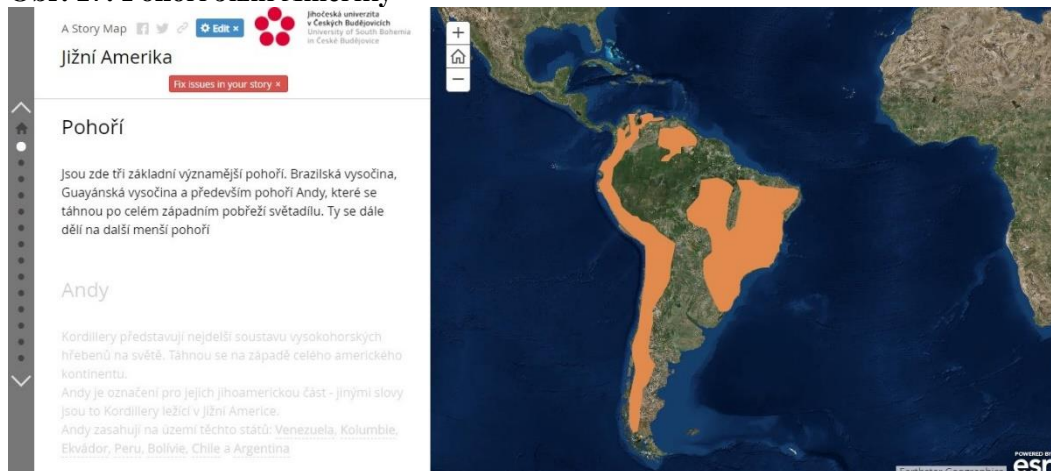 A Story Map
Edit ×
Jihočeská univerzita
v Českých Budějovicích
University of South Bohemia
in České Budějovice
Jižní Amerika
Fix issues in your story ×
Pohoří
Jsou zde tři základní významější pohoří. Brazilská vysočina,
Guayánská vysočina a především pohoří Andy, které se
táhnou po celém západním pobřeží světadílu. Ty se dále
dělí na další menší pohoří
Andy
Kordillery představují nejdelší soustavu vysokohorských
hřebenů na světě. Táhnou se na západě celého amerického
kontinentu.
Andy je označení pro jejich jihoamerickou část - jinými slovy
jsou to Kordillery ležící v Jižní Americe.
Andy zasahují na území těchto států: Venezuela, Kolumbie,
Ekvádor, Peru, Bolívie, Chile a Argentina
POWERED BY
esri